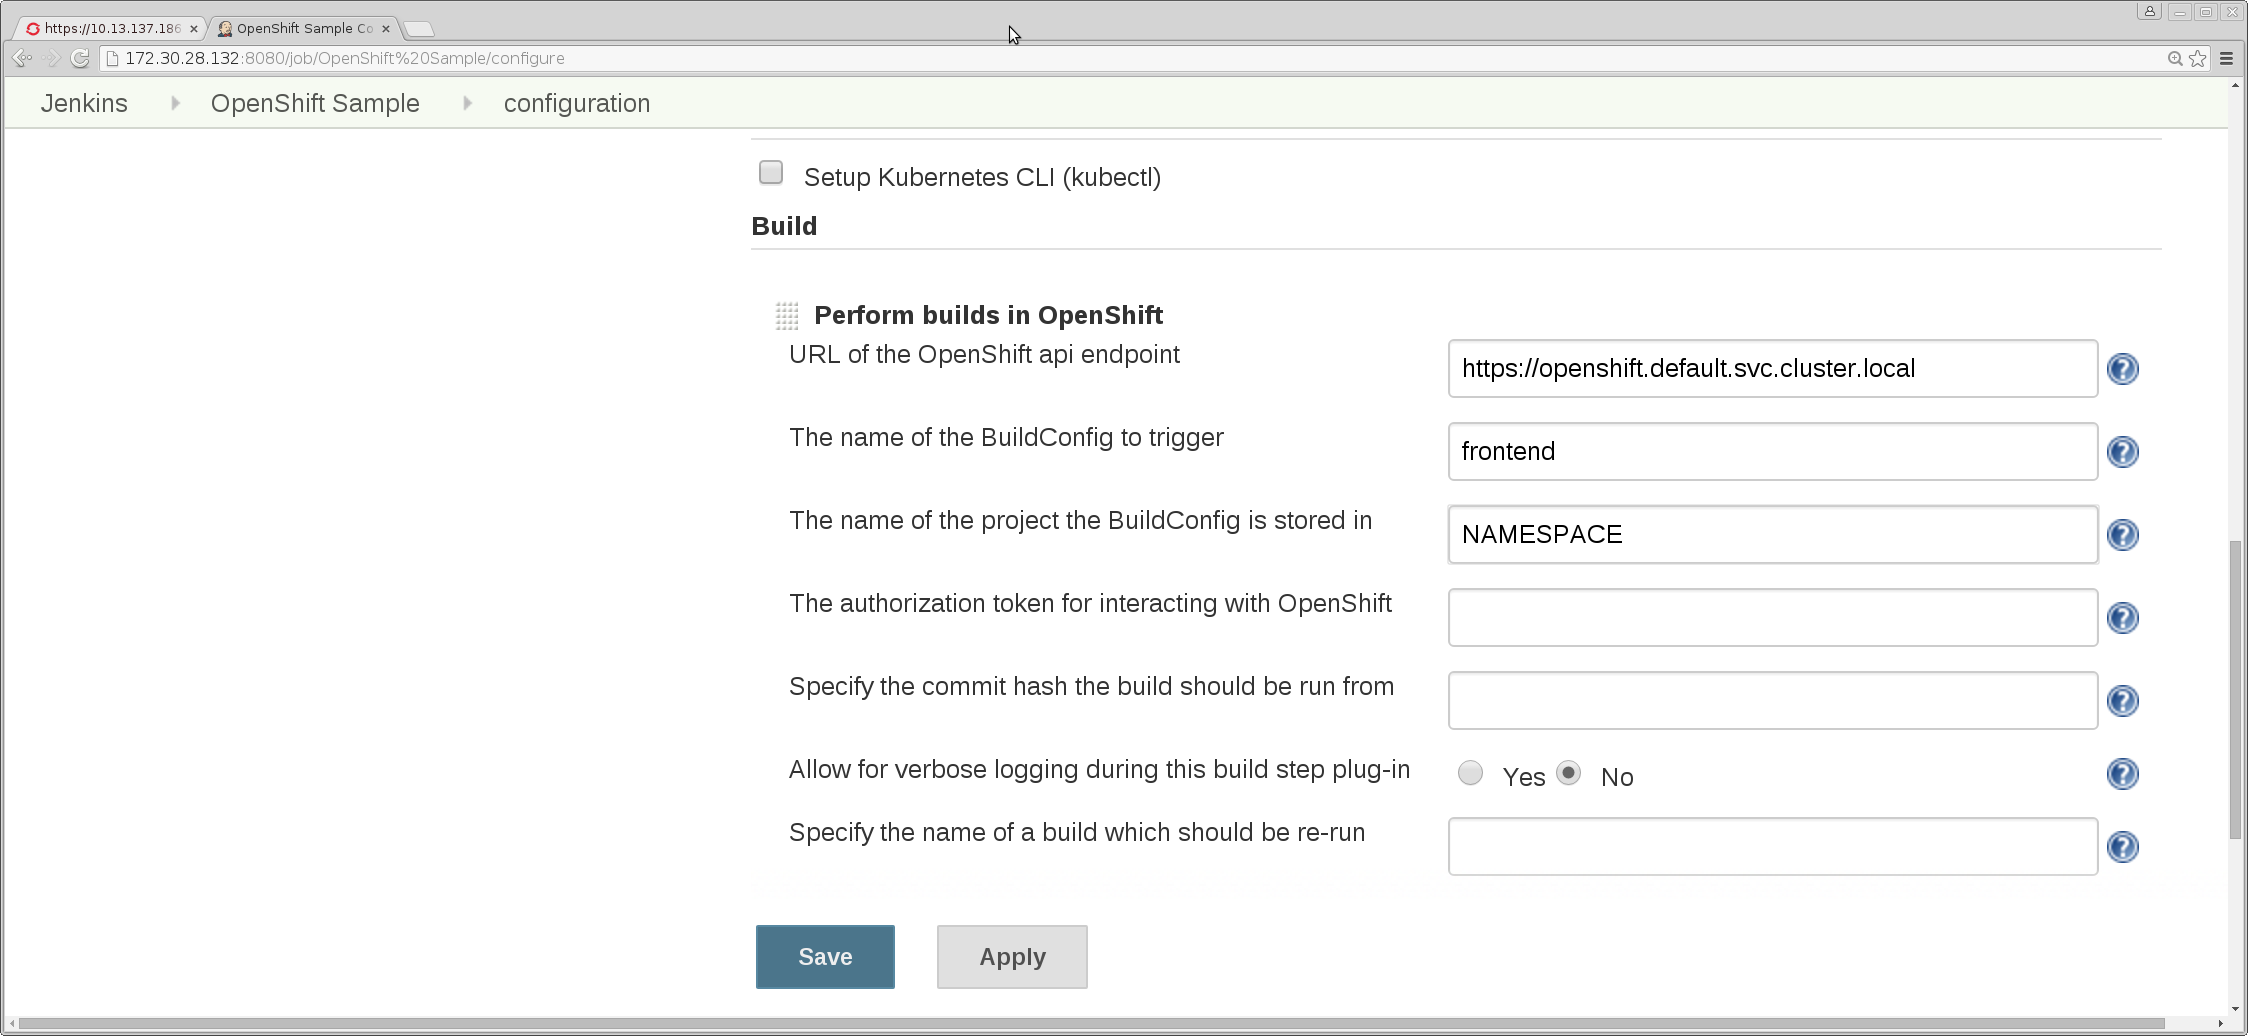 https://10.13.137.186
OpenShift Sample Co
172.30.28.132:8080/job/OpenShift%20Sample/configure
Jenkins OpenShift Sample configuration
Setup Kubernetes CLI (kubectl)
Build
Perform builds in OpenShift
URL of the OpenShift api endpoint
https://openshift.default.svc.cluster.local
The name of the BuildConfig to trigger
frontend
The name of the project the BuildConfig is stored in
NAMESPACE
The authorization token for interacting with OpenShift
Specify the commit hash the build should be run from
Allow for verbose logging during this build step plug-in
Yes No
Specify the name of a build which should be re-run
Save Apply